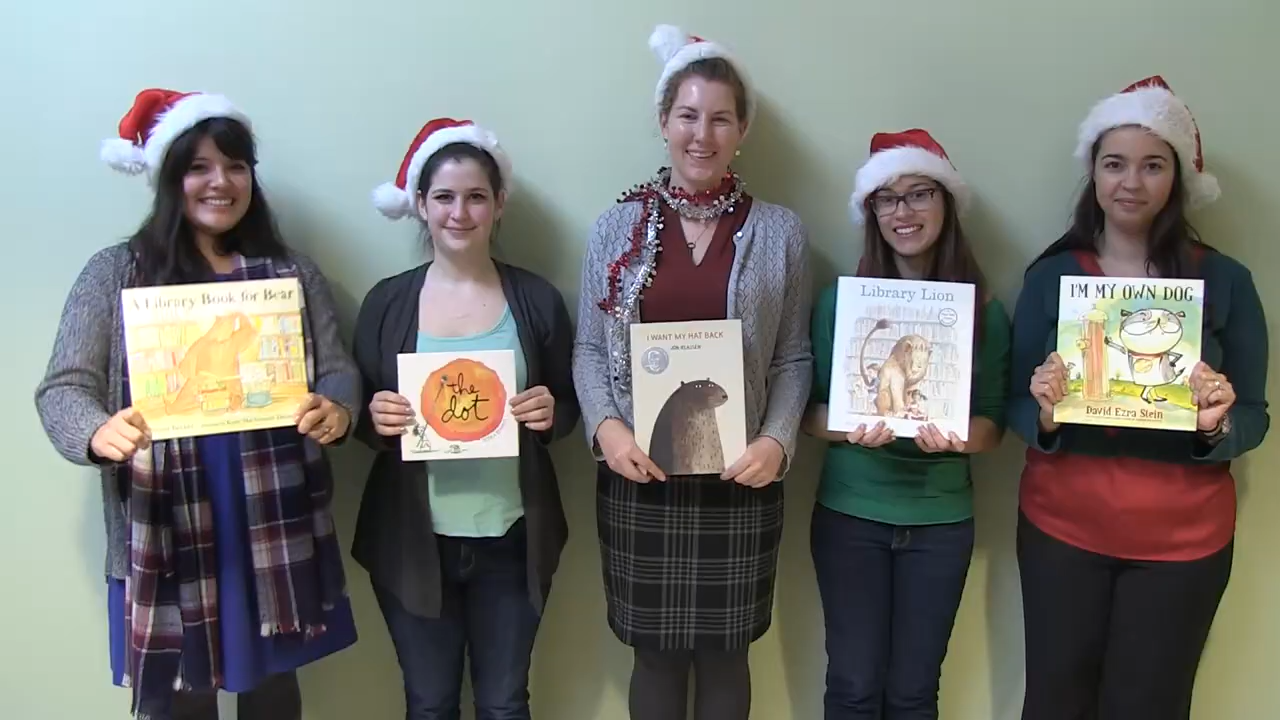 A Library Book for Bear
the
dot
I WANT MY HAT BACK
JON KLASSEN
Library Lion
I'M MY OWN DOG
David Ezra Stein